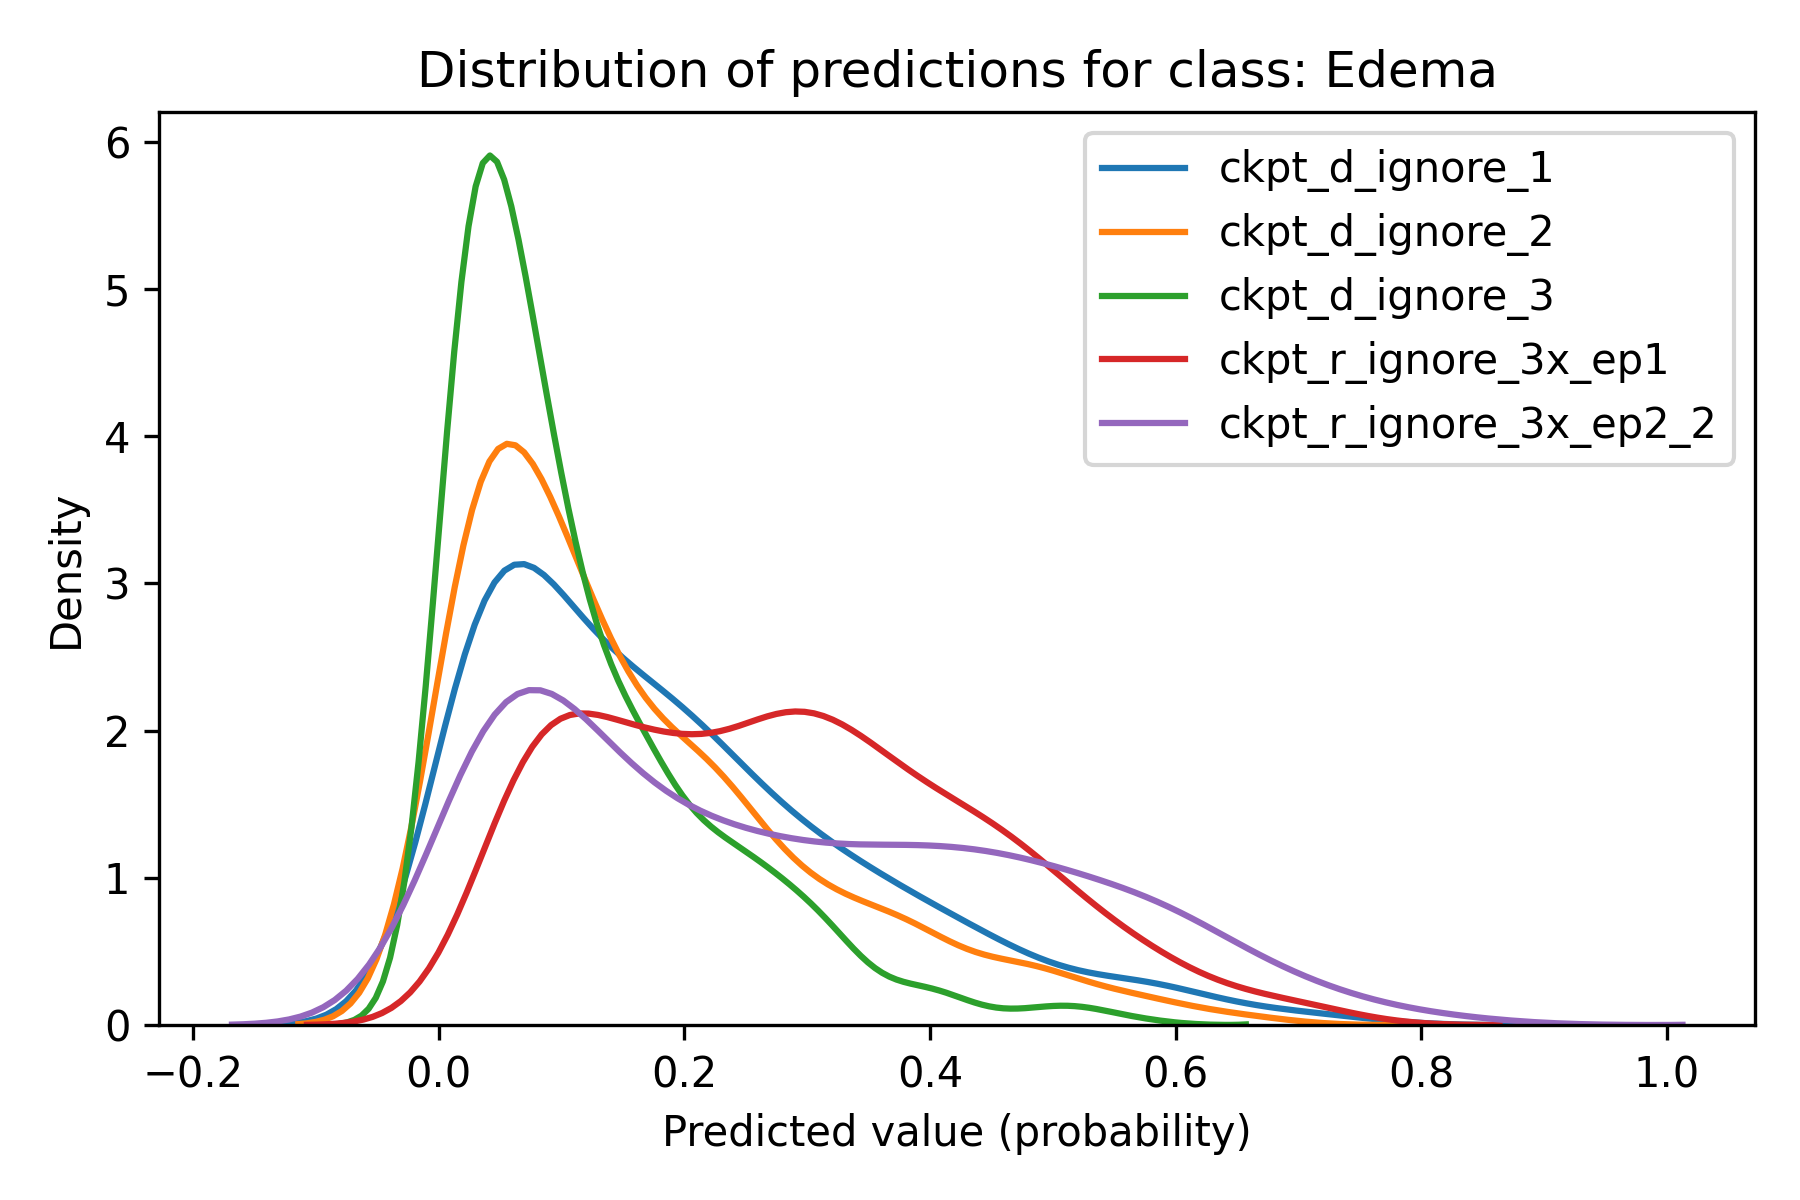 Distribution of predictions for class: Edema
6
5
4
3
2
1
0
Density
ckpt_d_ignore_1
ckpt_d_ignore_2
ckpt_d_ignore_3
ckpt_r_ignore_3x_ep1
ckpt_r_ignore_3x_ep2_2
−0.2 0.0 0.2 0.4 0.6 0.8 1.0
Predicted value (probability)